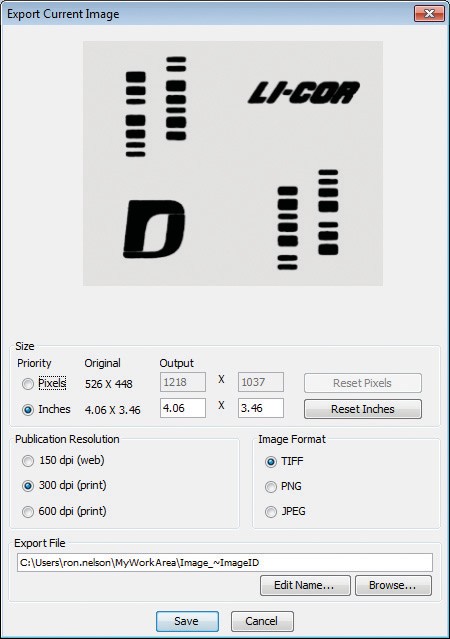 Export Current Image
LI-COR
D
Size
Priority Original Output
Pixels 526 X 448 1218 X 1037 Reset Pixels
Inches 4.06 X 3.46 4.06 X 3.46 Reset Inches
Publication Resolution
150 dpi (web)
300 dpi (print)
600 dpi (print)
Image Format
TIFF
PNG
JPEG
Export File
C:\Users\ron.nelson\MyWorkArea\Image_~ImageID
Edit Name... Browse...
Save Cancel